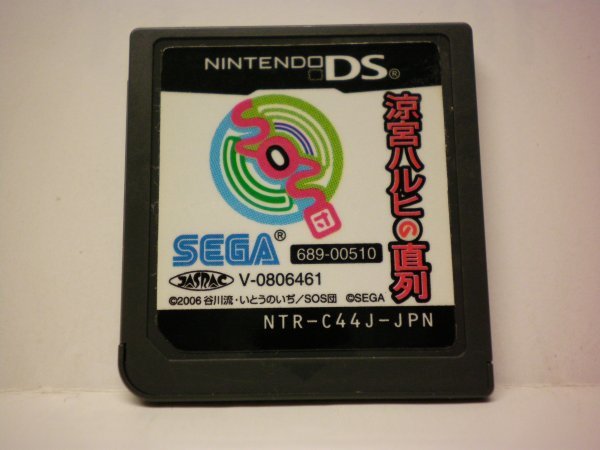 NINTENDO DS®
涼宮ハルヒの直列
団
SEGA®
689-00510
JASRAC V-0806461
©2006 谷川流・いとうのいぢ/SOS団 ©SEGA
NTR-C44J-JPN